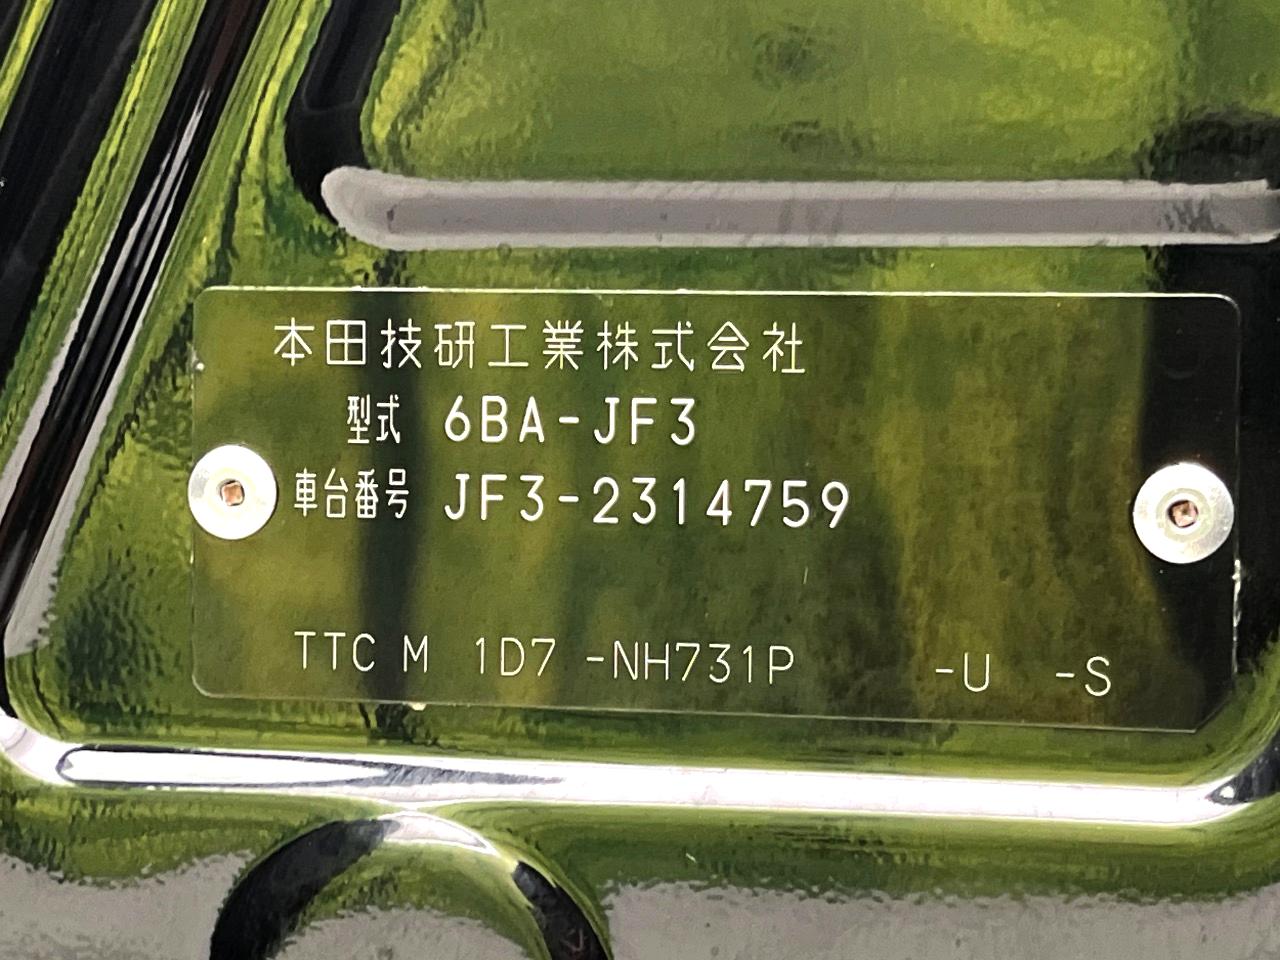 本田技研工業株式会社
型式 6BA-JF3
車台番号 JF3-2314759
TTC M 1D7 -NH731P -U -S